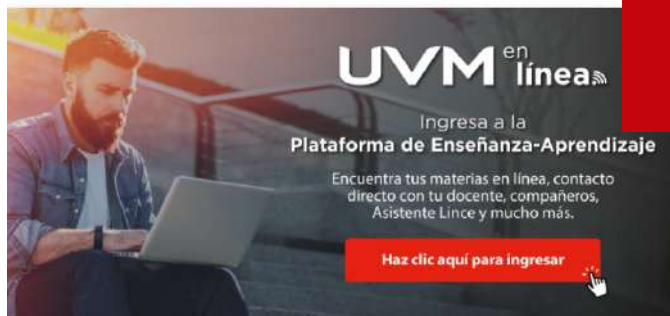 UVM en línea
Ingresa a la
Plataforma de Enseñanza-Aprendizaje
Encuentra tus materias en línea, contacto
directo con tu docente, compañeros,
Asistente Lince y mucho más.
Haz clic aquí para ingresar